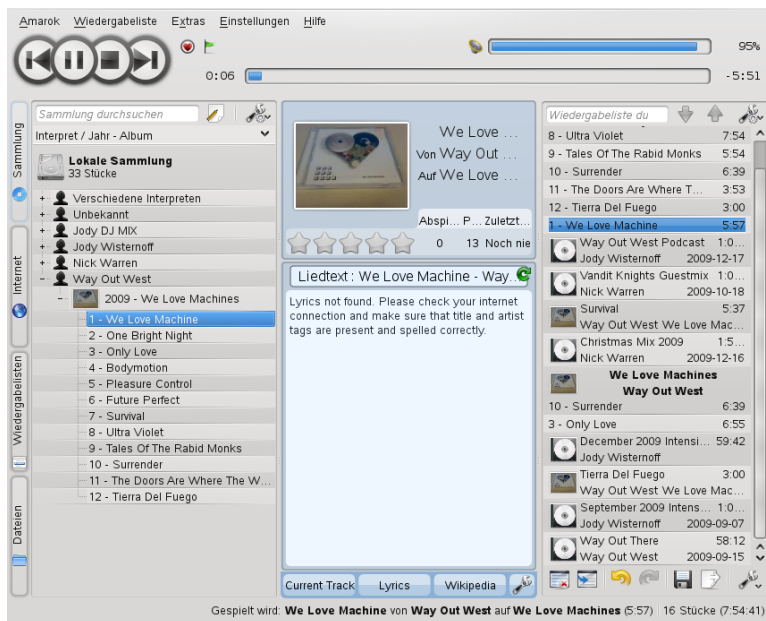 Amarok Wiedergabeliste Extras Einstellungen Hilfe
95%
0:06 -5:51
Sammlung
Internet
Wiedergabelisten
Dateien
Sammlung durchsuchen
Interpret / Jahr - Album
Lokale Sammlung
33 Stücke
+ Verschiedene Interpreten
+ Unbekannt
+ Jody DJ MIX
+ Jody Wisternoff
+ Nick Warren
- Way Out West
- 2009 - We Love Machines
1 - We Love Machine
2 - One Bright Night
3 - Only Love
4 - Bodymotion
5 - Pleasure Control
6 - Future Perfect
7 - Survival
8 - Ultra Violet
9 - Tales Of The Rabid Monks
10 - Surrender
11 - The Doors Are Where The W...
12 - Tierra Del Fuego
We Love ...
Von Way Out ...
Auf We Love ...
Abspi... P... Zuletzt...
0 13 Noch nie
Liedtext : We Love Machine - Way..
Lyrics not found. Please check your internet
connection and make sure that title and artist
tags are present and spelled correctly.
Current Track Lyrics Wikipedia
Wiedergabeliste du
8 - Ultra Violet 7:54
9 - Tales Of The Rabid Monks 5:54
10 - Surrender 6:39
11 - The Doors Are Where T... 3:53
12 - Tierra Del Fuego 3:00
1 - We Love Machine 5:57
Way Out West Podcast 1:0...
Jody Wisternoff 2009-12-17
Vandit Knights Guestmix 1:0...
Nick Warren 2009-10-18
Survival 5:37
Way Out West We Love Mac...
Christmas Mix 2009 1:5...
Nick Warren 2009-12-16
We Love Machines
Way Out West
10 - Surrender 6:39
3 - Only Love 6:55
December 2009 Intensi... 59:42
Jody Wisternoff
Tierra Del Fuego 3:00
Way Out West We Love Mac...
September 2009 Intens... 1:0...
Jody Wisternoff 2009-09-07
Way Out There 58:12
Way Out West 2009-09-15
Gespielt wird: We Love Machine von Way Out West auf We Love Machines (5:57) 16 Stücke (7:54:41)